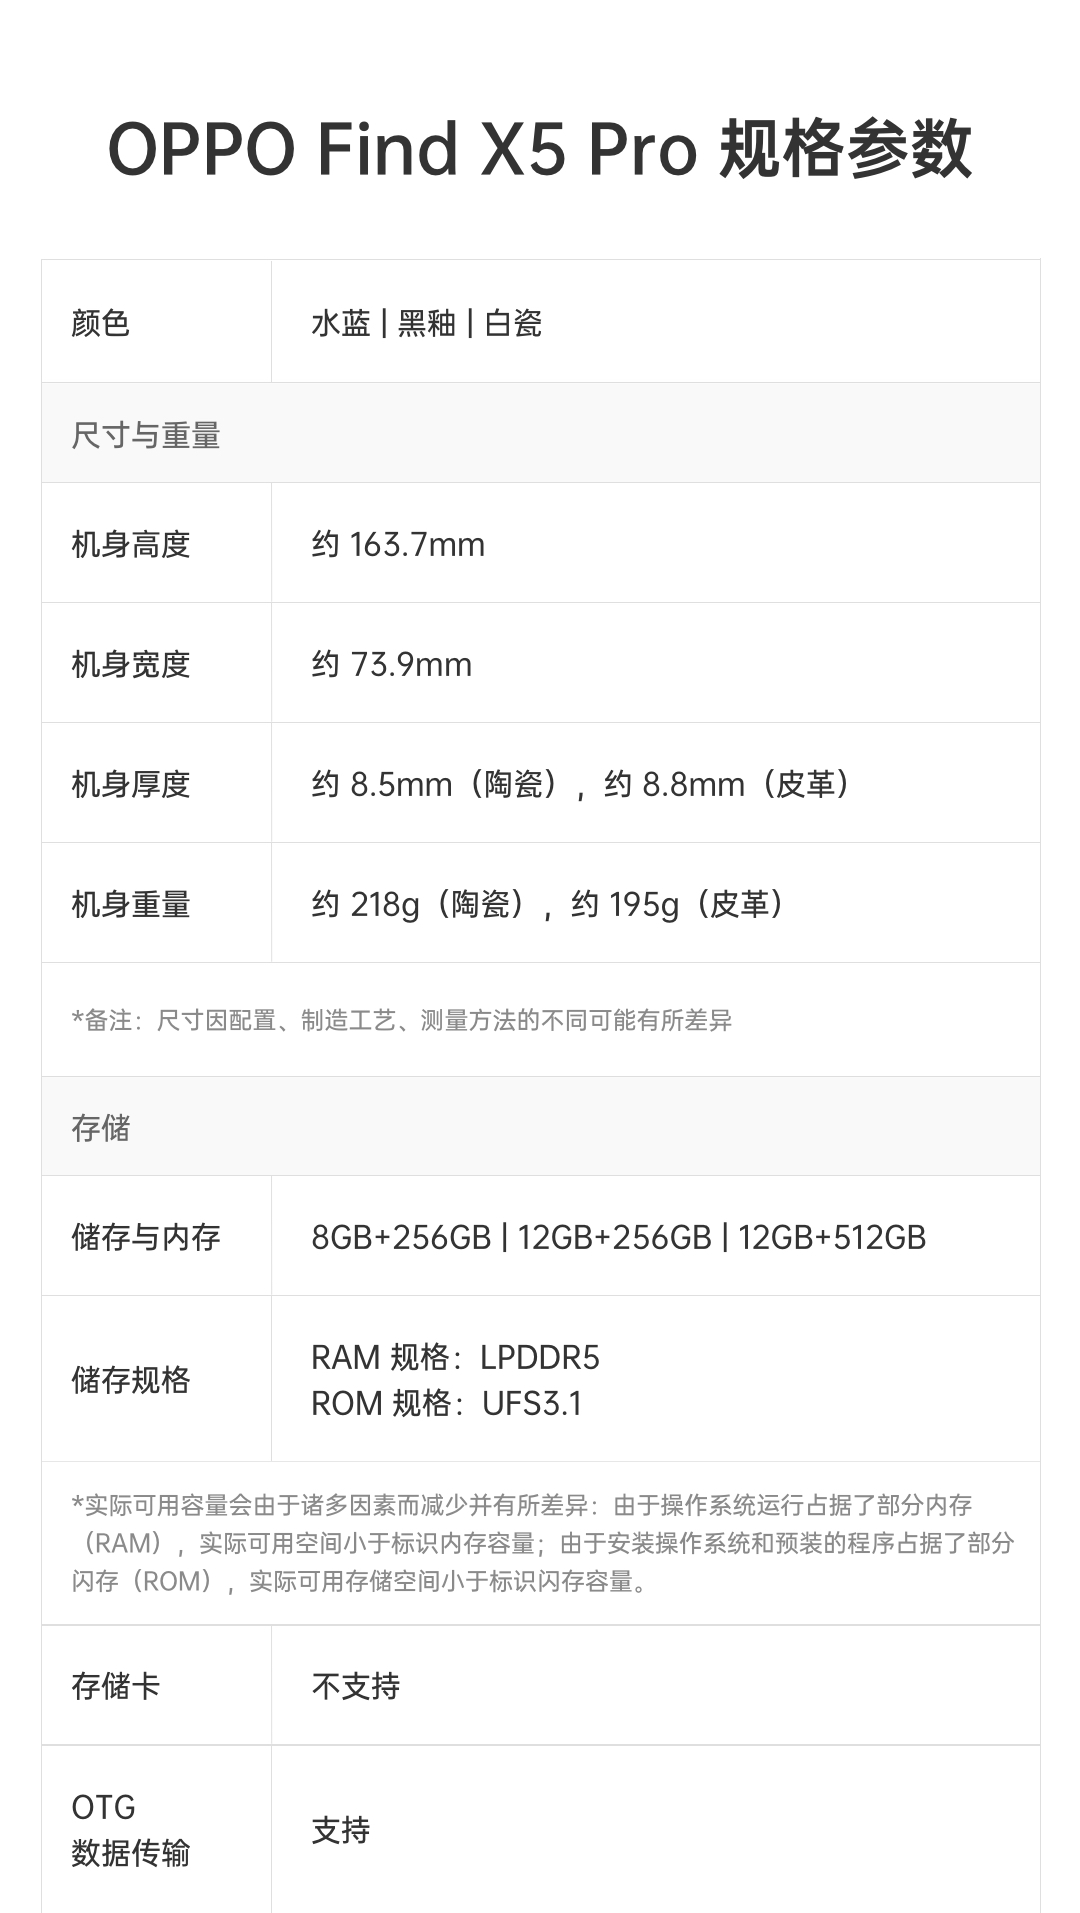 OPPO Find X5 Pro 规格参数
颜色
水蓝 | 黑釉 | 白瓷
尺寸与重量
机身高度
约 163.7mm
机身宽度
约 73.9mm
机身厚度
约 8.5mm（陶瓷），约 8.8mm（皮革）
机身重量
约 218g（陶瓷），约 195g（皮革）
*备注：尺寸因配置、制造工艺、测量方法的不同可能有所差异
存储
储存与内存
8GB+256GB | 12GB+256GB | 12GB+512GB
储存规格
RAM 规格：LPDDR5
ROM 规格：UFS3.1
*实际可用容量会由于诸多因素而减少并有所差异：由于操作系统运行占据了部分内存
（RAM），实际可用空间小于标识内存容量；由于安装操作系统和预装的程序占据了部分
闪存（ROM），实际可用存储空间小于标识闪存容量。
存储卡
不支持
OTG
数据传输
支持